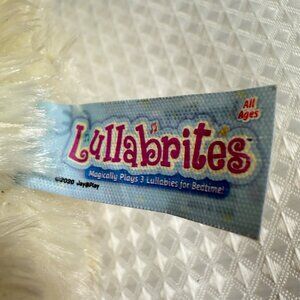 All
Ages
Lullabrites
Magically Plays 3 Lullabies for Bedtime!
©2020 Jay@Play